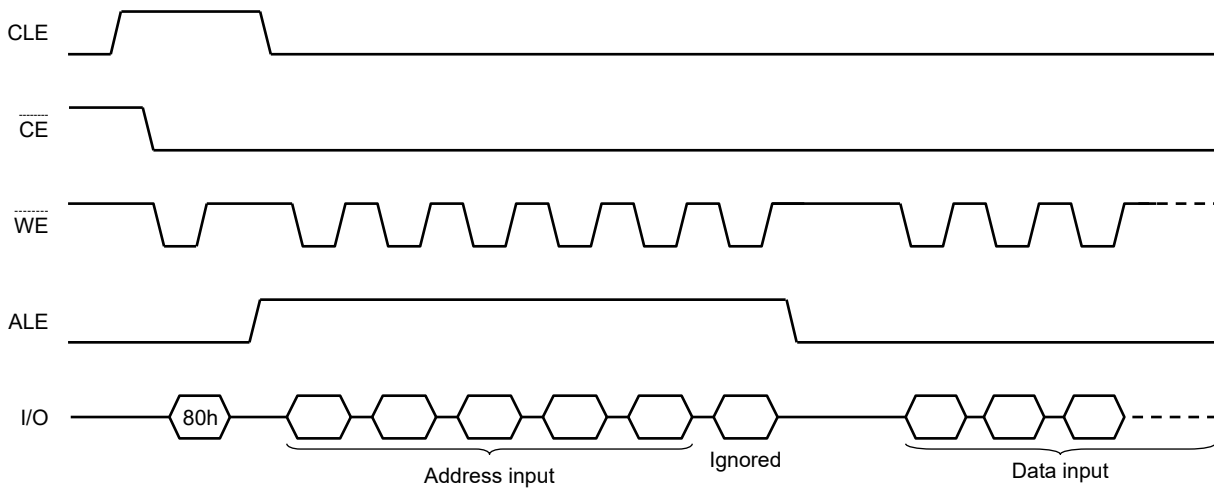 CLE
CE
WE
ALE
I/O
80h
Address input
Ignored
Data input